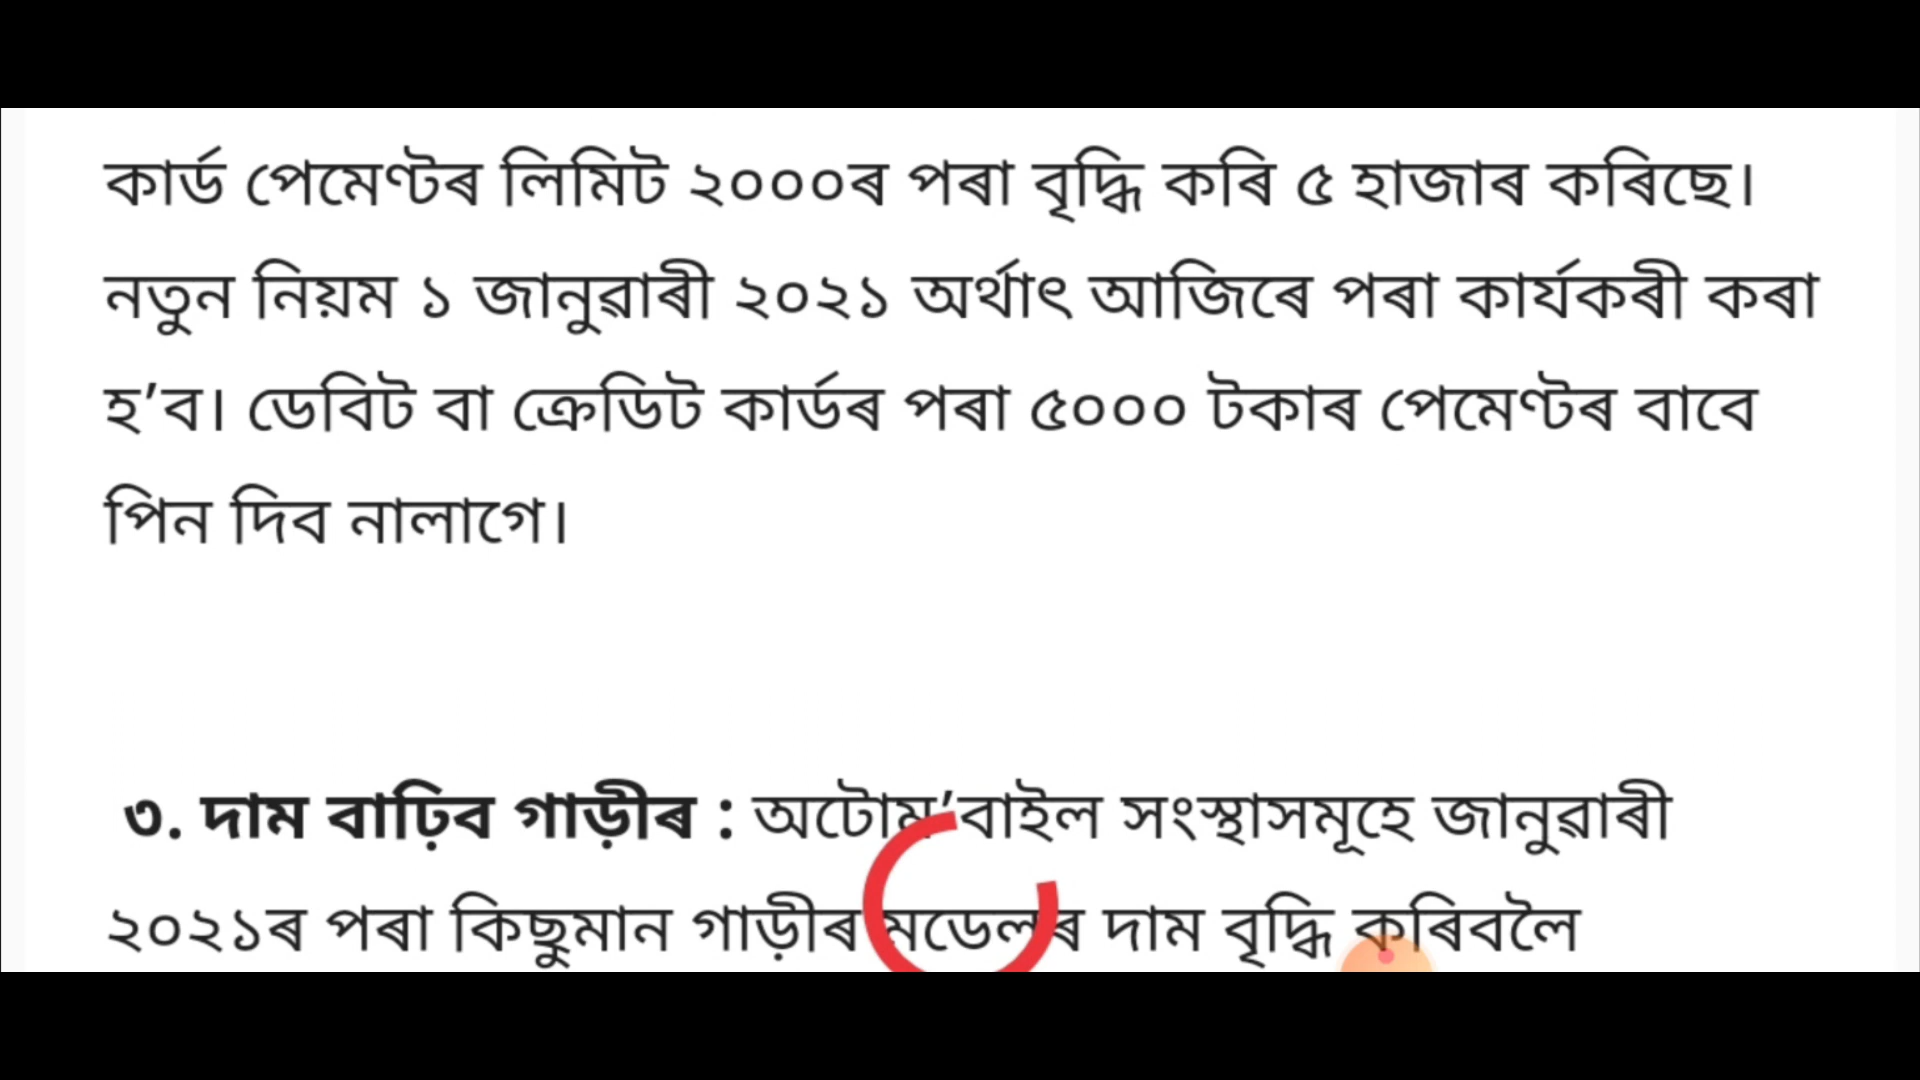 কাৰ্ড পেমেণ্টৰ লিমিট ২০০০ৰ পৰা বৃদ্ধি কৰি ৫ হাজাৰ কৰিছে।
নতুন নিয়ম ১ জানুৱাৰী ২০২১ অৰ্থাৎ আজিৰে পৰা কাৰ্যকৰী কৰা
হ’ব। ডেবিট বা ক্ৰেডিট কাৰ্ডৰ পৰা ৫০০০ টকাৰ পেমেণ্টৰ বাবে
পিন দিব নালাগে।
৩. দাম বাঢ়িব গাড়ীৰ : অটোম’বাইল সংস্থাসমূহে জানুৱাৰী
২০২১ৰ পৰা কিছুমান গাড়ীৰ মডেলৰ দাম বৃদ্ধি কৰিবলৈ